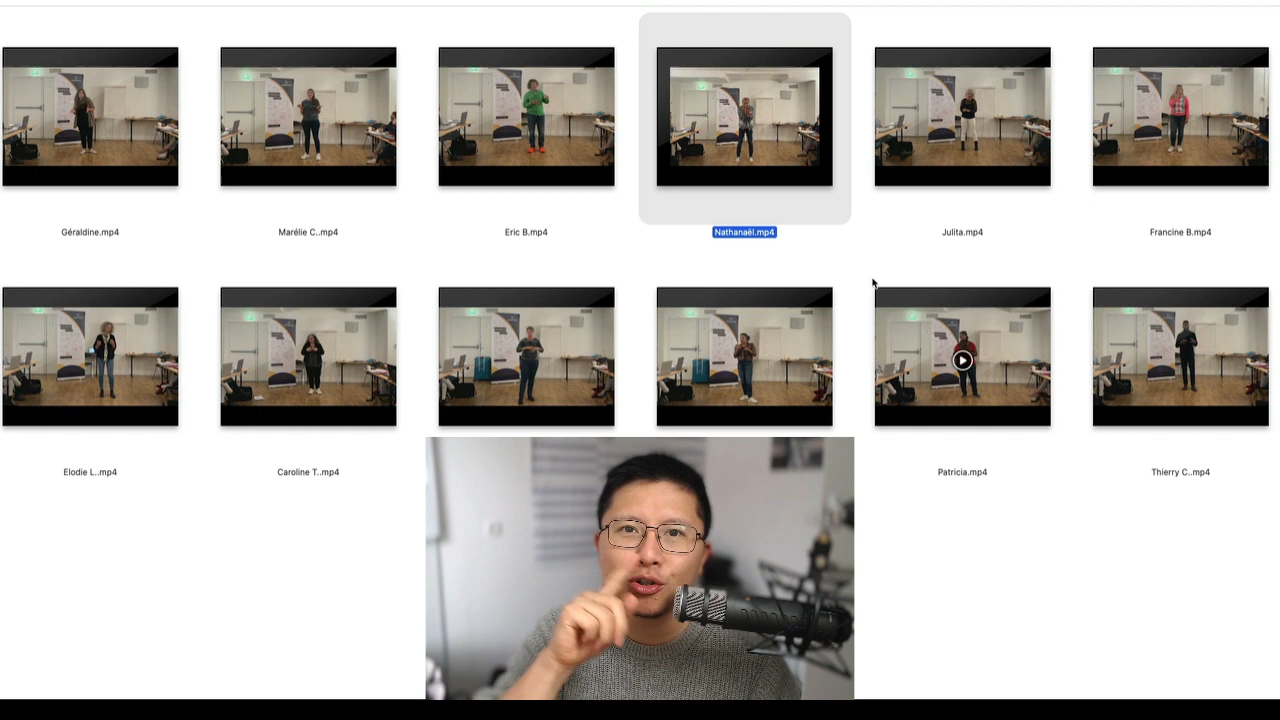 Géraldine.mp4
Marélie C..mp4
Eric B.mp4
Nathanaël.mp4
Julita.mp4
Francine B.mp4
Elodie L..mp4
Caroline T..mp4
Patricia.mp4
Thierry C..mp4